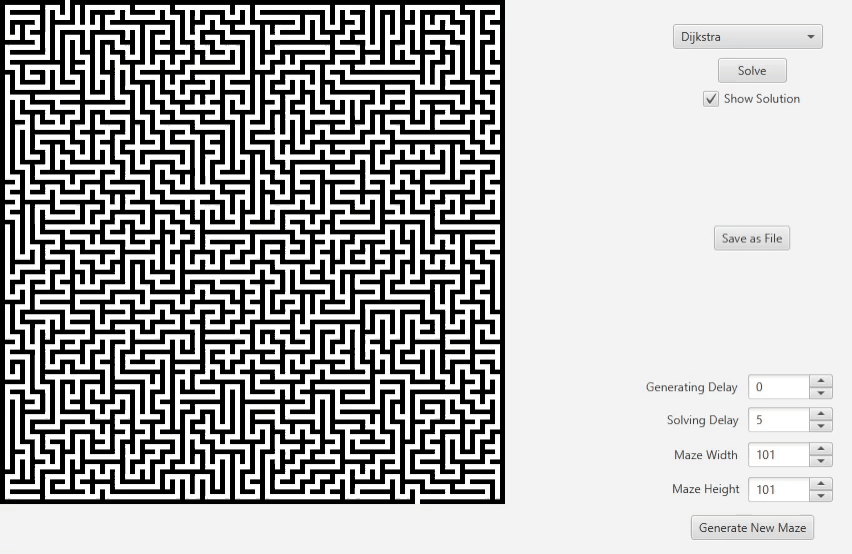 Dijkstra
Solve
Show Solution
Save as File
Generating Delay 0
Solving Delay 5
Maze Width 101
Maze Height 101
Generate New Maze